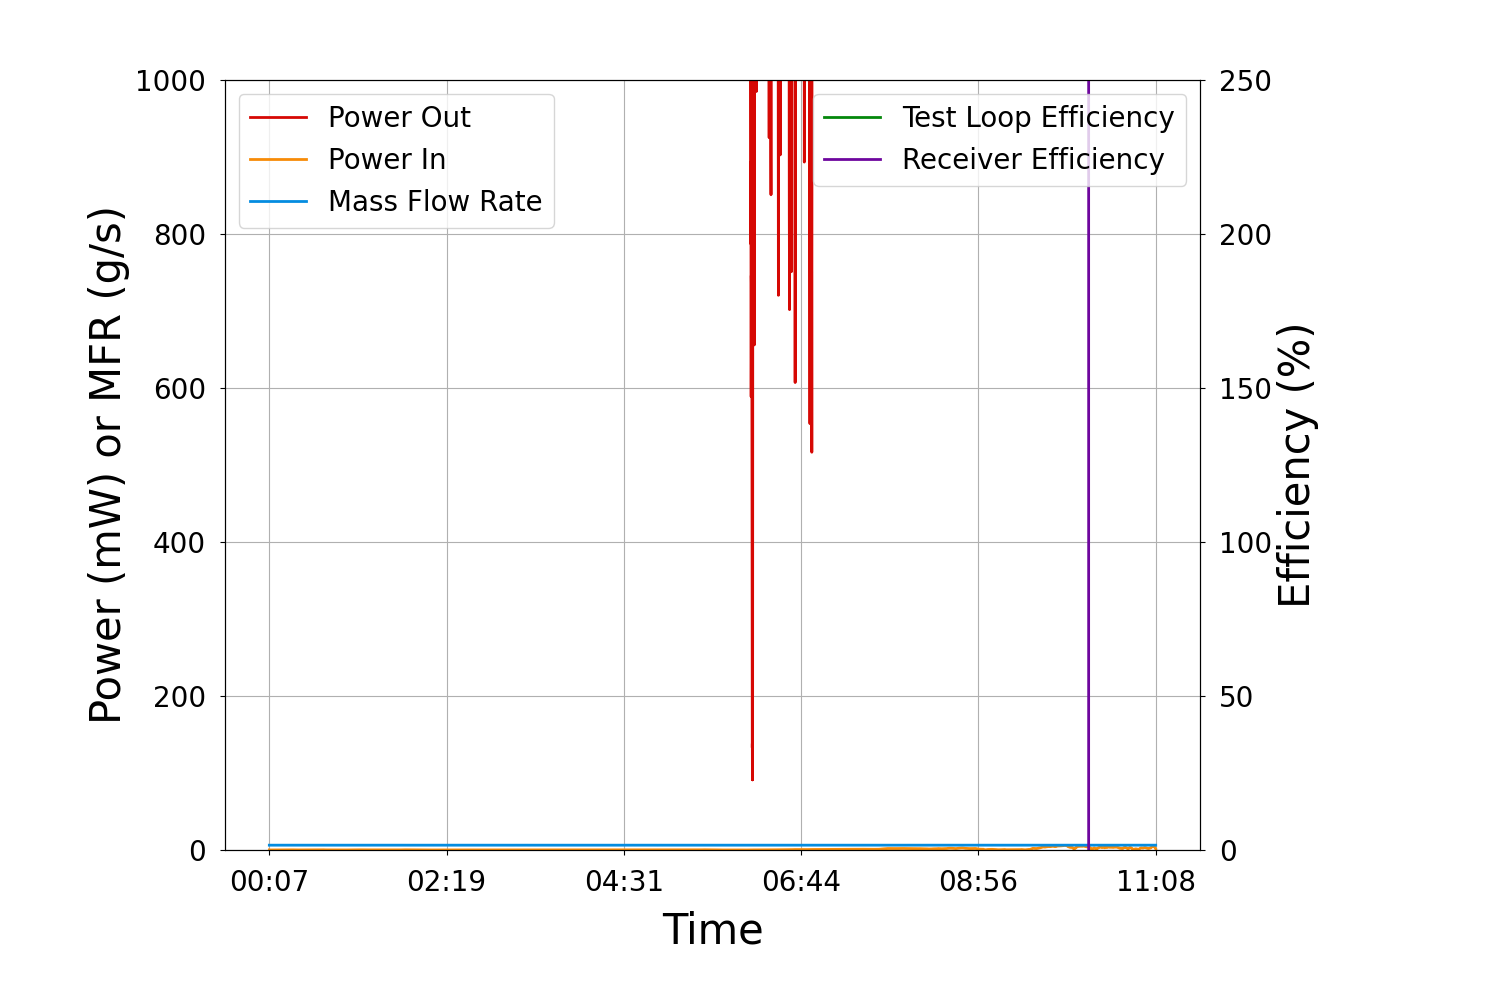 1000
800
600
400
200
0
Power (mW) or MFR (g/s)
Power Out
Power In
Mass Flow Rate
Test Loop Efficiency
Receiver Efficiency
250
200
150
100
50
0
Efficiency (%)
00:07 02:19 04:31 06:44 08:56 11:08
Time